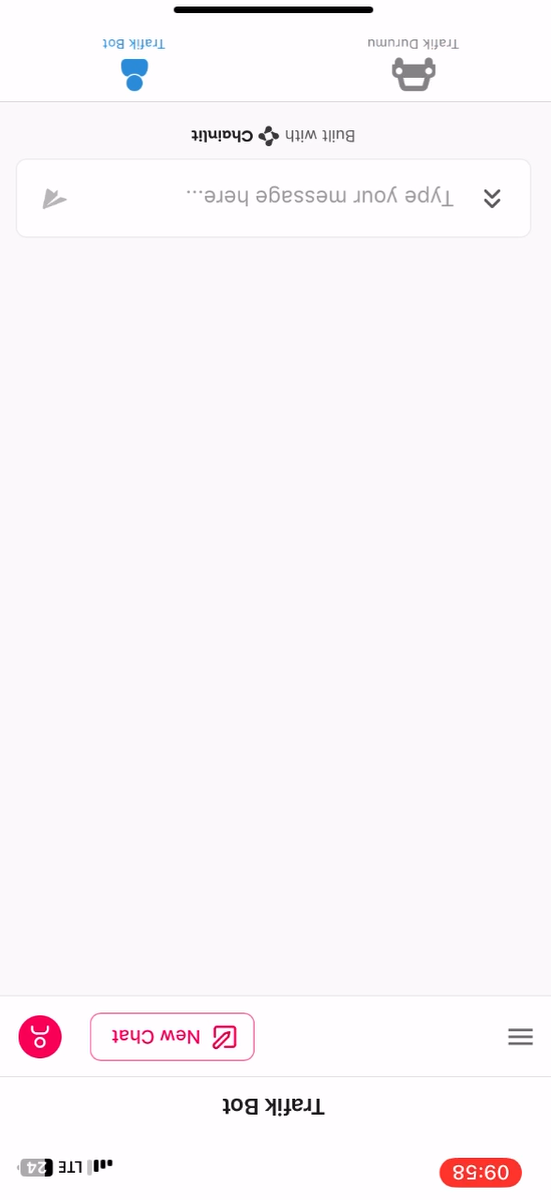 09:58
LTE 24
Trafik Bot
New Chat
Type your message here...
Built with Chainlit
Trafik Durumu
Trafik Bot